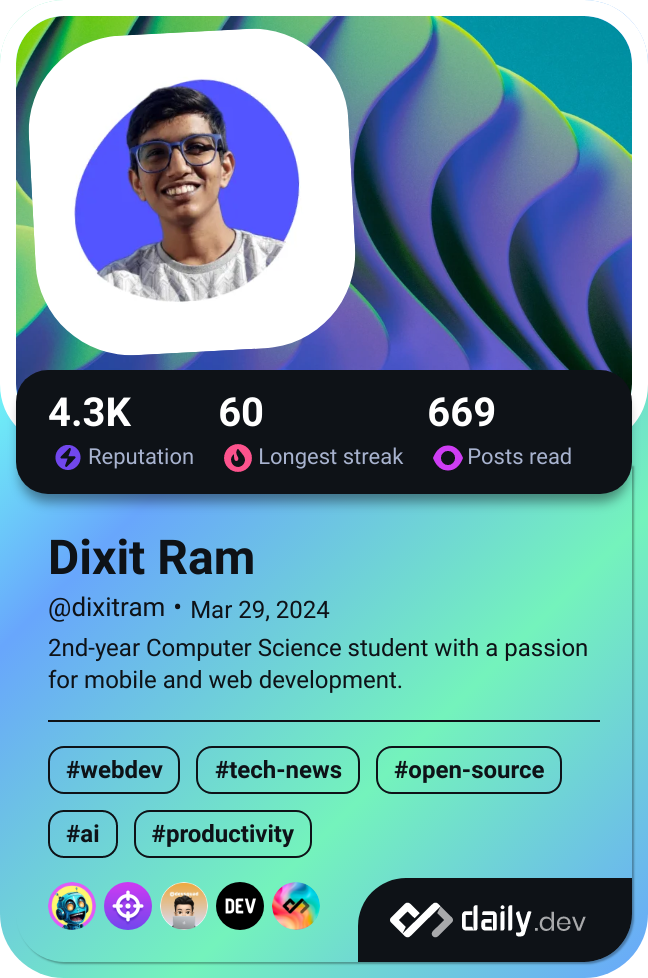 4.3K 60 669
Reputation Longest streak Posts read
Dixit Ram
@dixitram • Mar 29, 2024
2nd-year Computer Science student with a passion
for mobile and web development.
#webdev #tech-news #open-source
#ai #productivity
DEV
daily.dev